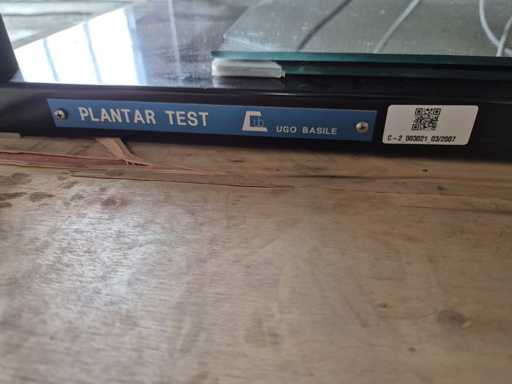 PLANTAR TEST
UGO BASILE
C-2 003021 03/2007